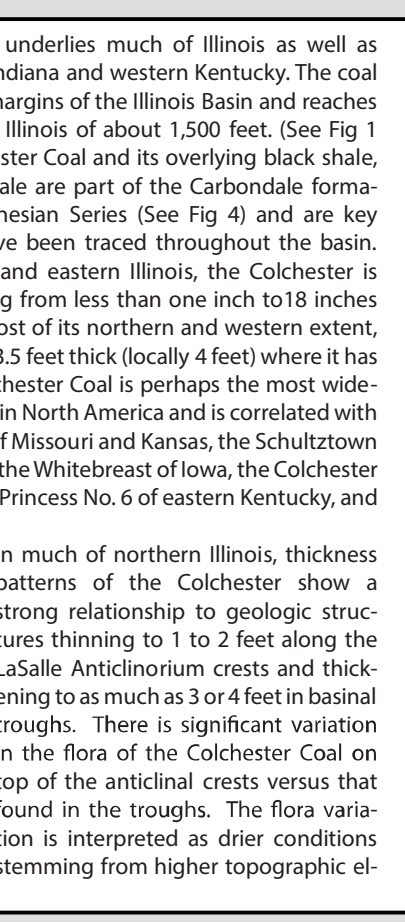 underlies much of Illinois as well as
ndiana and western Kentucky. The coal
margins of the Illinois Basin and reaches
Illinois of about 1,500 feet. (See Fig 1
ster Coal and its overlying black shale,
ale are part of the Carbondale forma-
nesian Series (See Fig 4) and are key
ve been traced throughout the basin.
and eastern Illinois, the Colchester is
g from less than one inch to18 inches
ost of its northern and western extent,
3.5 feet thick (locally 4 feet) where it has
chester Coal is perhaps the most wide-
in North America and is correlated with
f Missouri and Kansas, the Schultztown
the Whitebreast of Iowa, the Colchester
Princess No. 6 of eastern Kentucky, and
n much of northern Illinois, thickness
patterns of the Colchester show a
strong relationship to geologic struc-
tures thinning to 1 to 2 feet along the
LaSalle Anticlinorium crests and thick-
ening to as much as 3 or 4 feet in basinal
troughs. There is significant variation
n the flora of the Colchester Coal on
top of the anticlinal crests versus that
found in the troughs. The flora varia-
tion is interpreted as drier conditions
stemming from higher topographic el-